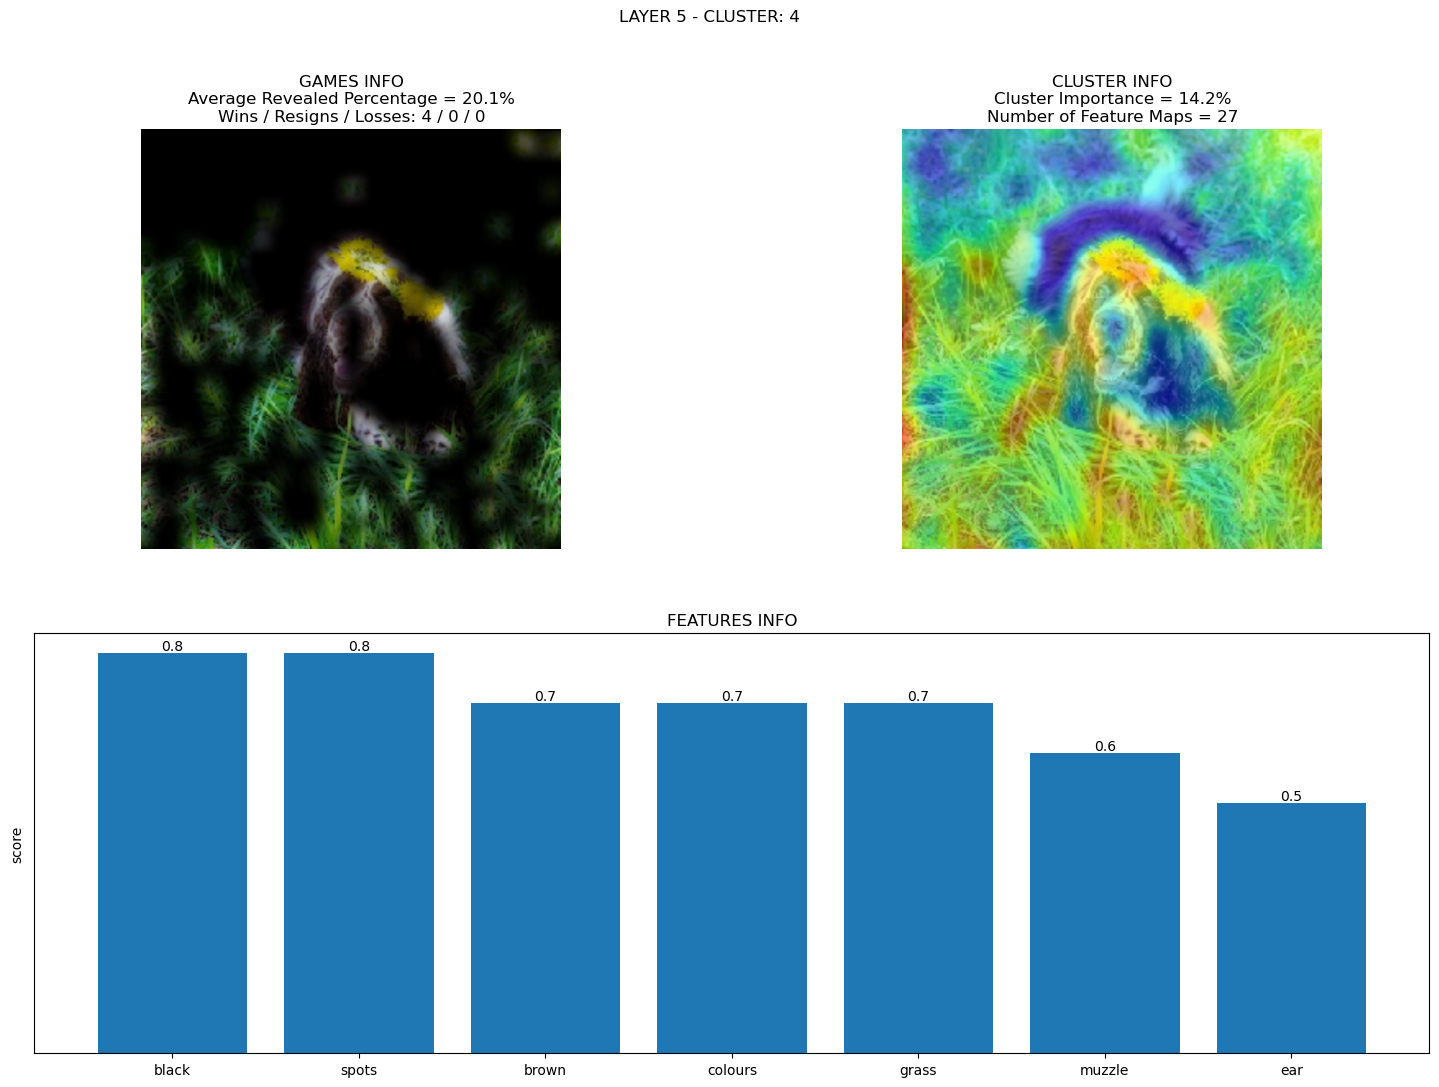 LAYER 5 - CLUSTER: 4
GAMES INFO
Average Revealed Percentage = 20.1%
Wins / Resigns / Losses: 4 / 0 / 0
CLUSTER INFO
Cluster Importance = 14.2%
Number of Feature Maps = 27
FEATURES INFO
score
0.8
0.8
0.7
0.7
0.7
0.6
0.5
black
spots
brown
colours
grass
muzzle
ear